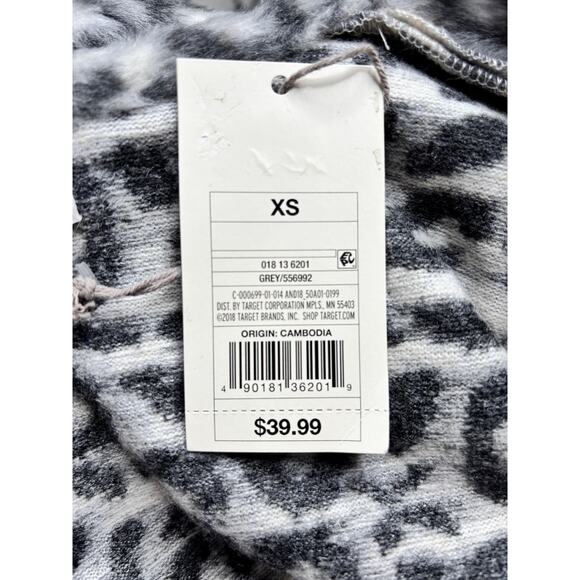 XS
018 13 6201
GREY/556992
C-000699-01-014 AND18_50A01-0199
DIST. BY TARGET CORPORATION MPLS., MN 55403
©2018 TARGET BRANDS, INC. SHOP TARGET.COM
ORIGIN: CAMBODIA
4 90181 36201 9
$39.99